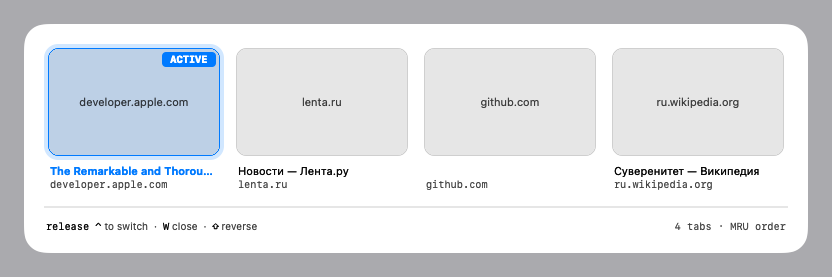 ACTIVE
developer.apple.com
lenta.ru
github.com
ru.wikipedia.org
The Remarkable and Thorou...
developer.apple.com
Новости — Лента.ру
lenta.ru
github.com
Суверенитет — Википедия
ru.wikipedia.org
release ^ to switch · W close · ⇧ reverse
4 tabs · MRU order